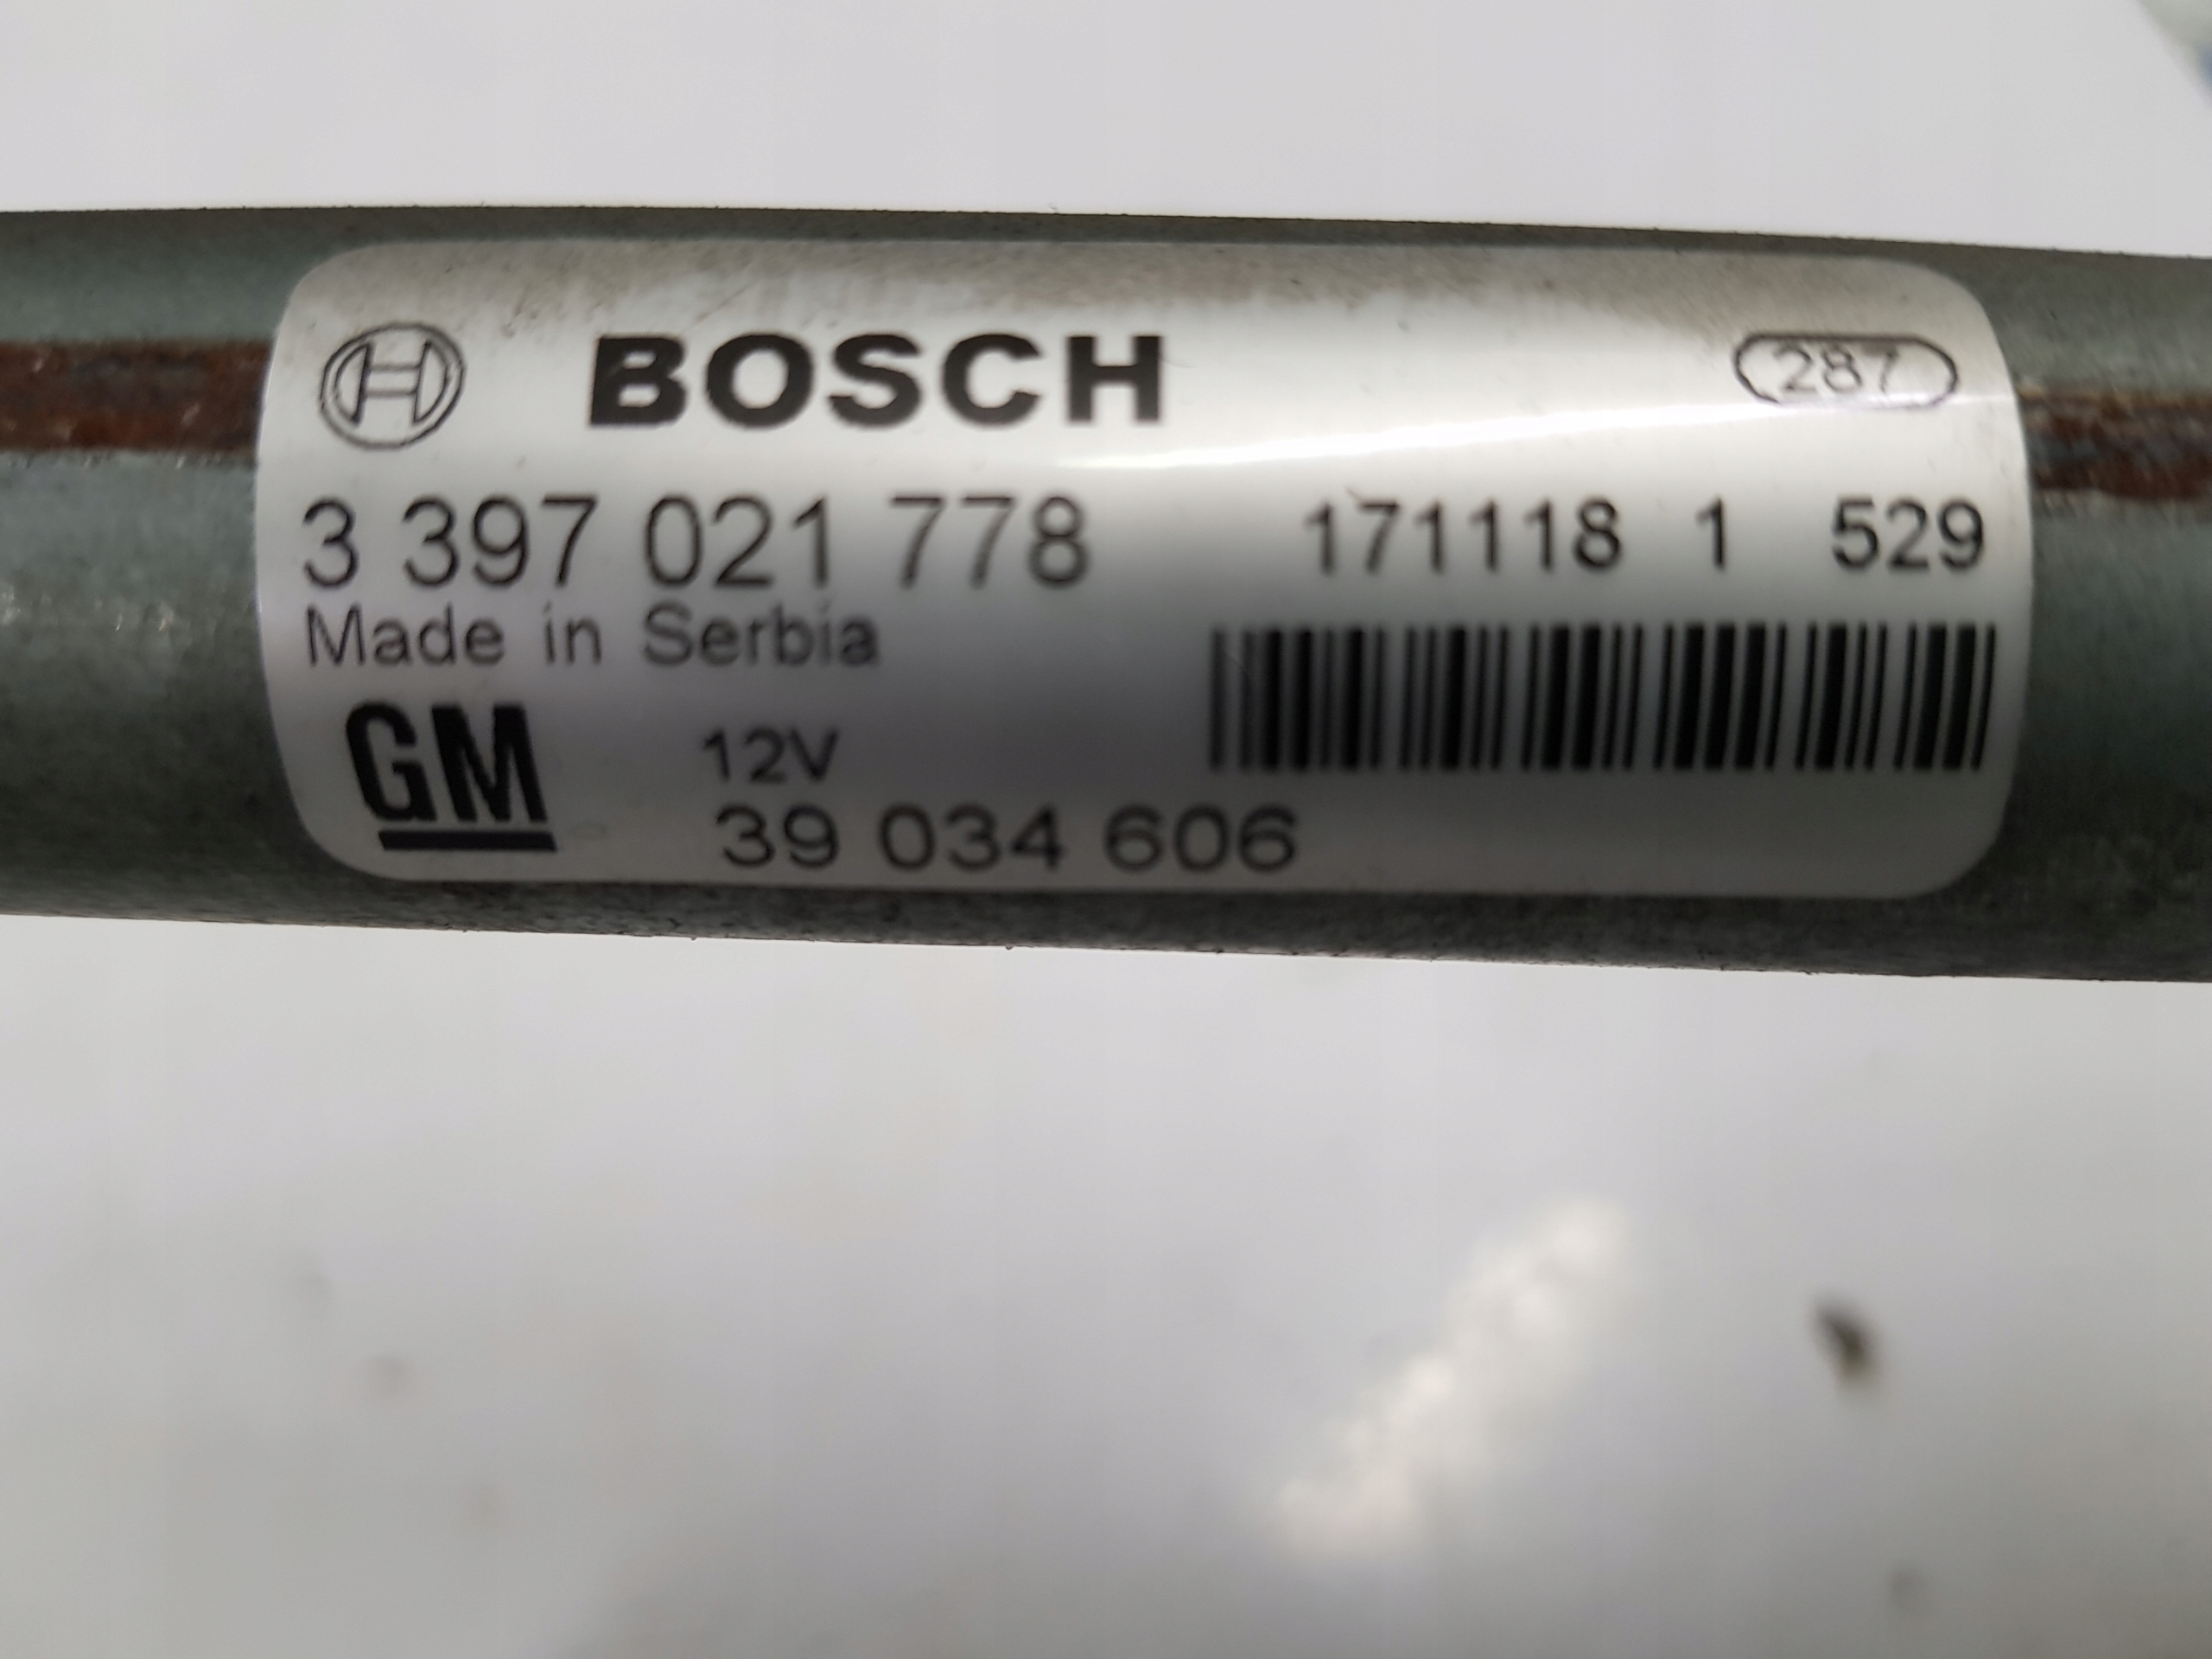 BOSCH 287
3 397 021 778 171118 1 529
Made in Serbia
GM 12V
39 034 606